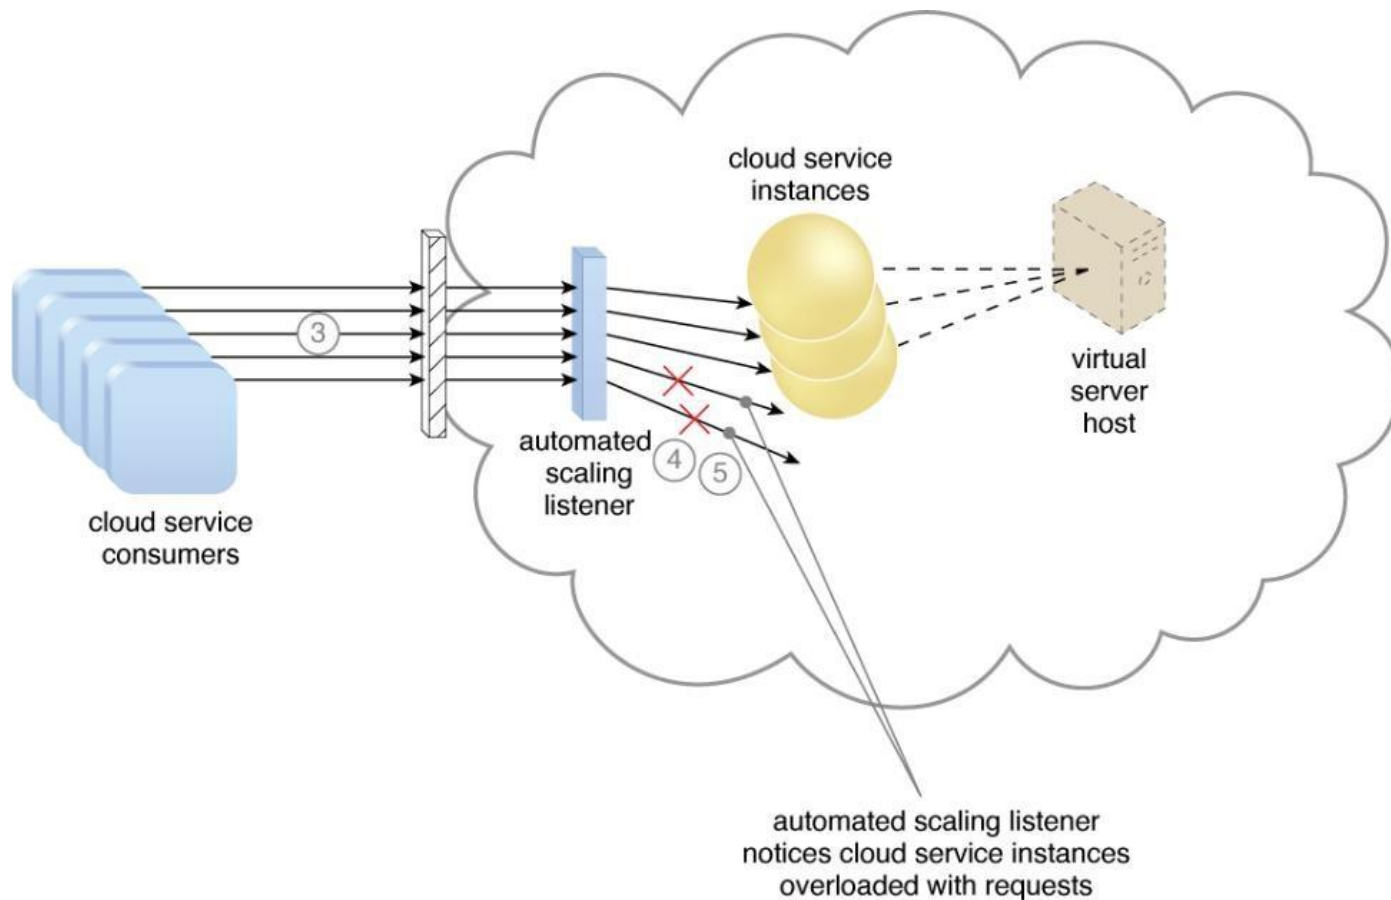 cloud service
instances
3
automated
scaling
listener
4
5
virtual
server
host
cloud service
consumers
automated scaling listener
notices cloud service instances
overloaded with requests